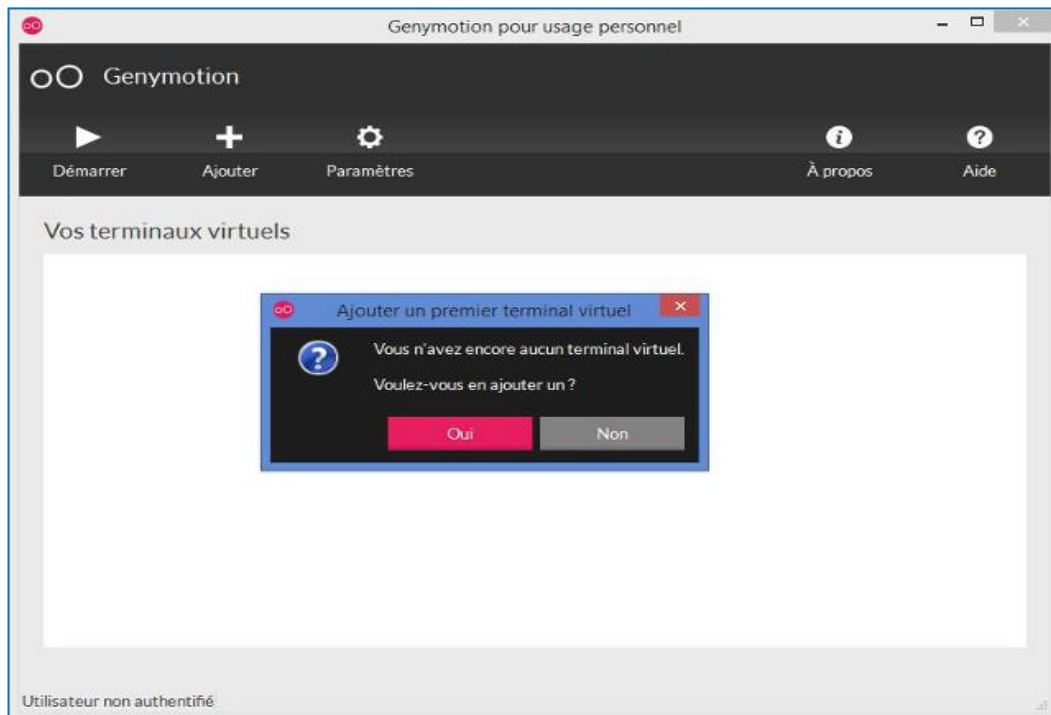 Genymotion pour usage personnel
oO Genymotion
Démarrer Ajouter Paramètres À propos Aide
Vos terminaux virtuels
Ajouter un premier terminal virtuel
Vous n'avez encore aucun terminal virtuel.
Voulez-vous en ajouter un ?
Oui Non
Utilisateur non authentifié